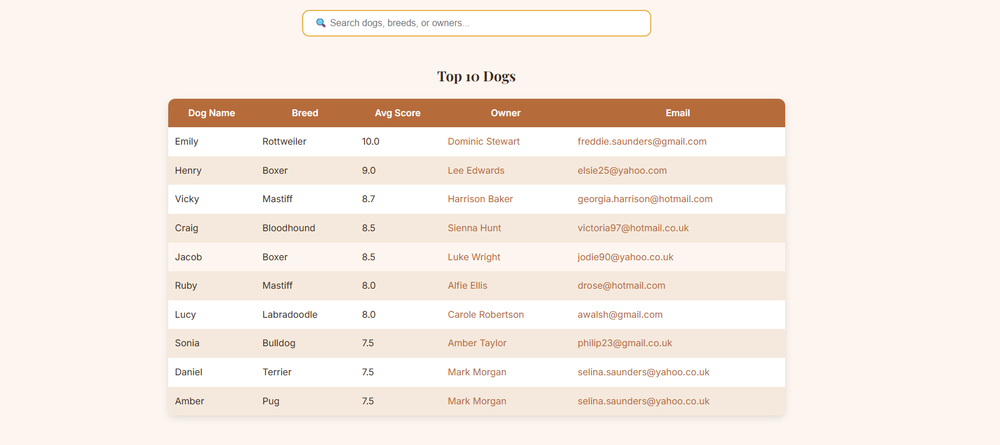 🔍 Search dogs, breeds, or owners...
Top 10 Dogs
Dog Name Breed Avg Score Owner Email
Emily Rottweiler 10.0 Dominic Stewart freddie.saunders@gmail.com
Henry Boxer 9.0 Lee Edwards elsie25@yahoo.com
Vicky Mastiff 8.7 Harrison Baker georgia.harrison@hotmail.com
Craig Bloodhound 8.5 Sienna Hunt victoria97@hotmail.co.uk
Jacob Boxer 8.5 Luke Wright jodie90@yahoo.co.uk
Ruby Mastiff 8.0 Alfie Ellis drose@hotmail.com
Lucy Labradoodle 8.0 Carole Robertson awalsh@gmail.com
Sonia Bulldog 7.5 Amber Taylor philip23@gmail.co.uk
Daniel Terrier 7.5 Mark Morgan selina.saunders@yahoo.co.uk
Amber Pug 7.5 Mark Morgan selina.saunders@yahoo.co.uk